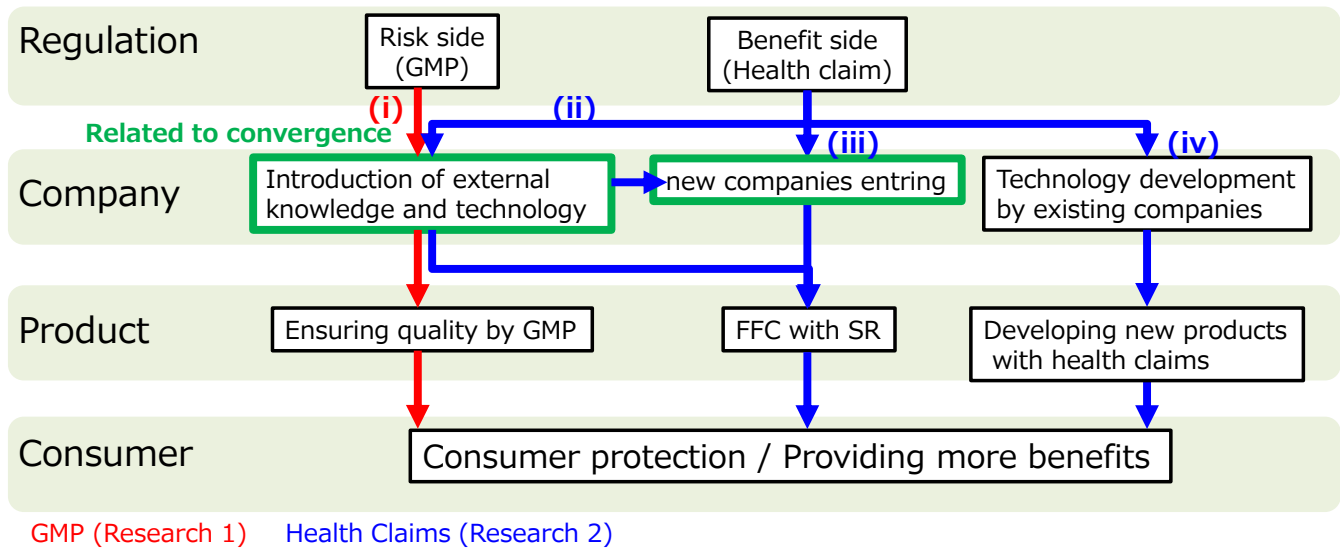 Regulation
Risk side
(GMP)
Benefit side
(Health claim)
(i)
(ii)
(iii)
(iv)
Related to convergence
Company
Introduction of external
knowledge and technology
new companies entring
Technology development
by existing companies
Product
Ensuring quality by GMP
FFC with SR
Developing new products
with health claims
Consumer
Consumer protection / Providing more benefits
GMP (Research 1)
Health Claims (Research 2)